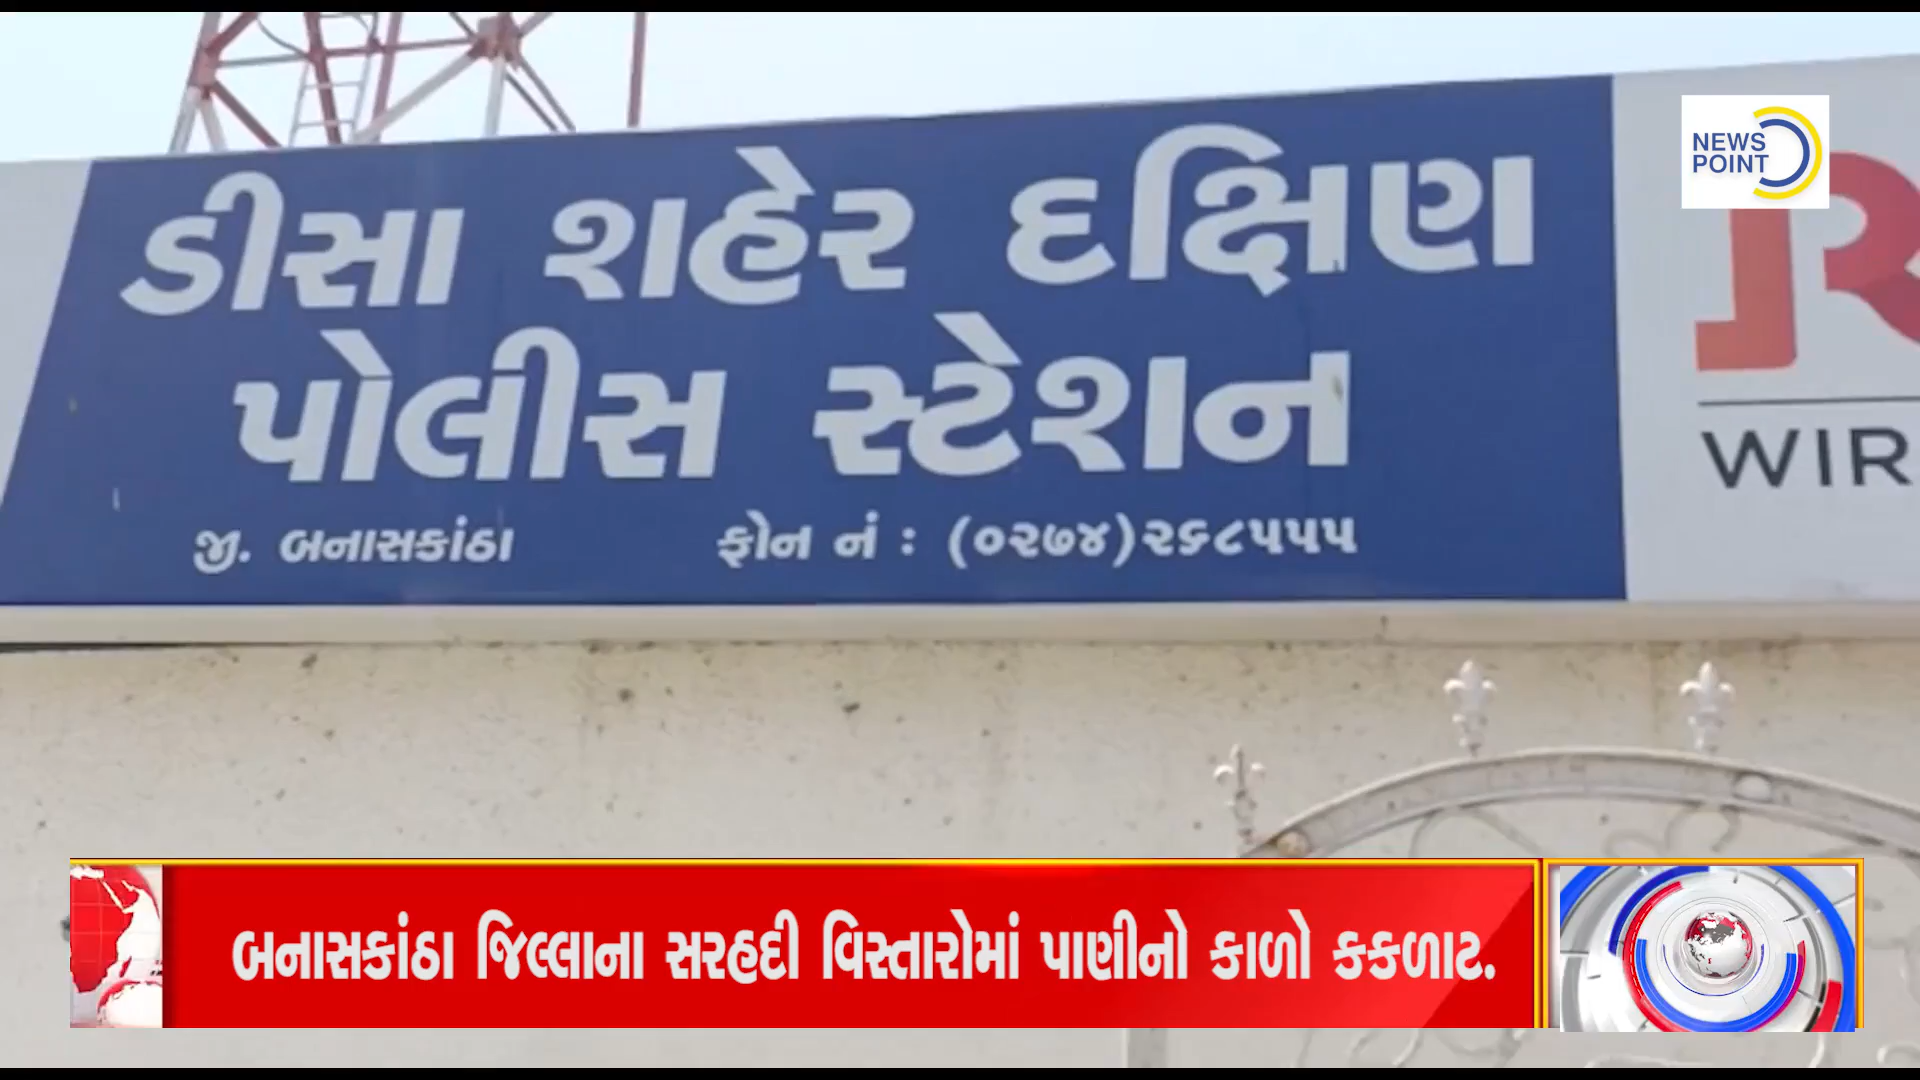 NEWS
POINT
ડીસા શહેર દક્ષિણ
પોલીસ સ્ટેશન
જી. બનાસકાંઠા ફોન નં : (૦૨૭૪)૨૬૮૫૫૫
WIR
બનાસકાંઠા જિલ્લાના સરહદી વિસ્તારોમાં પાણીનો કાળો કકળાટ.